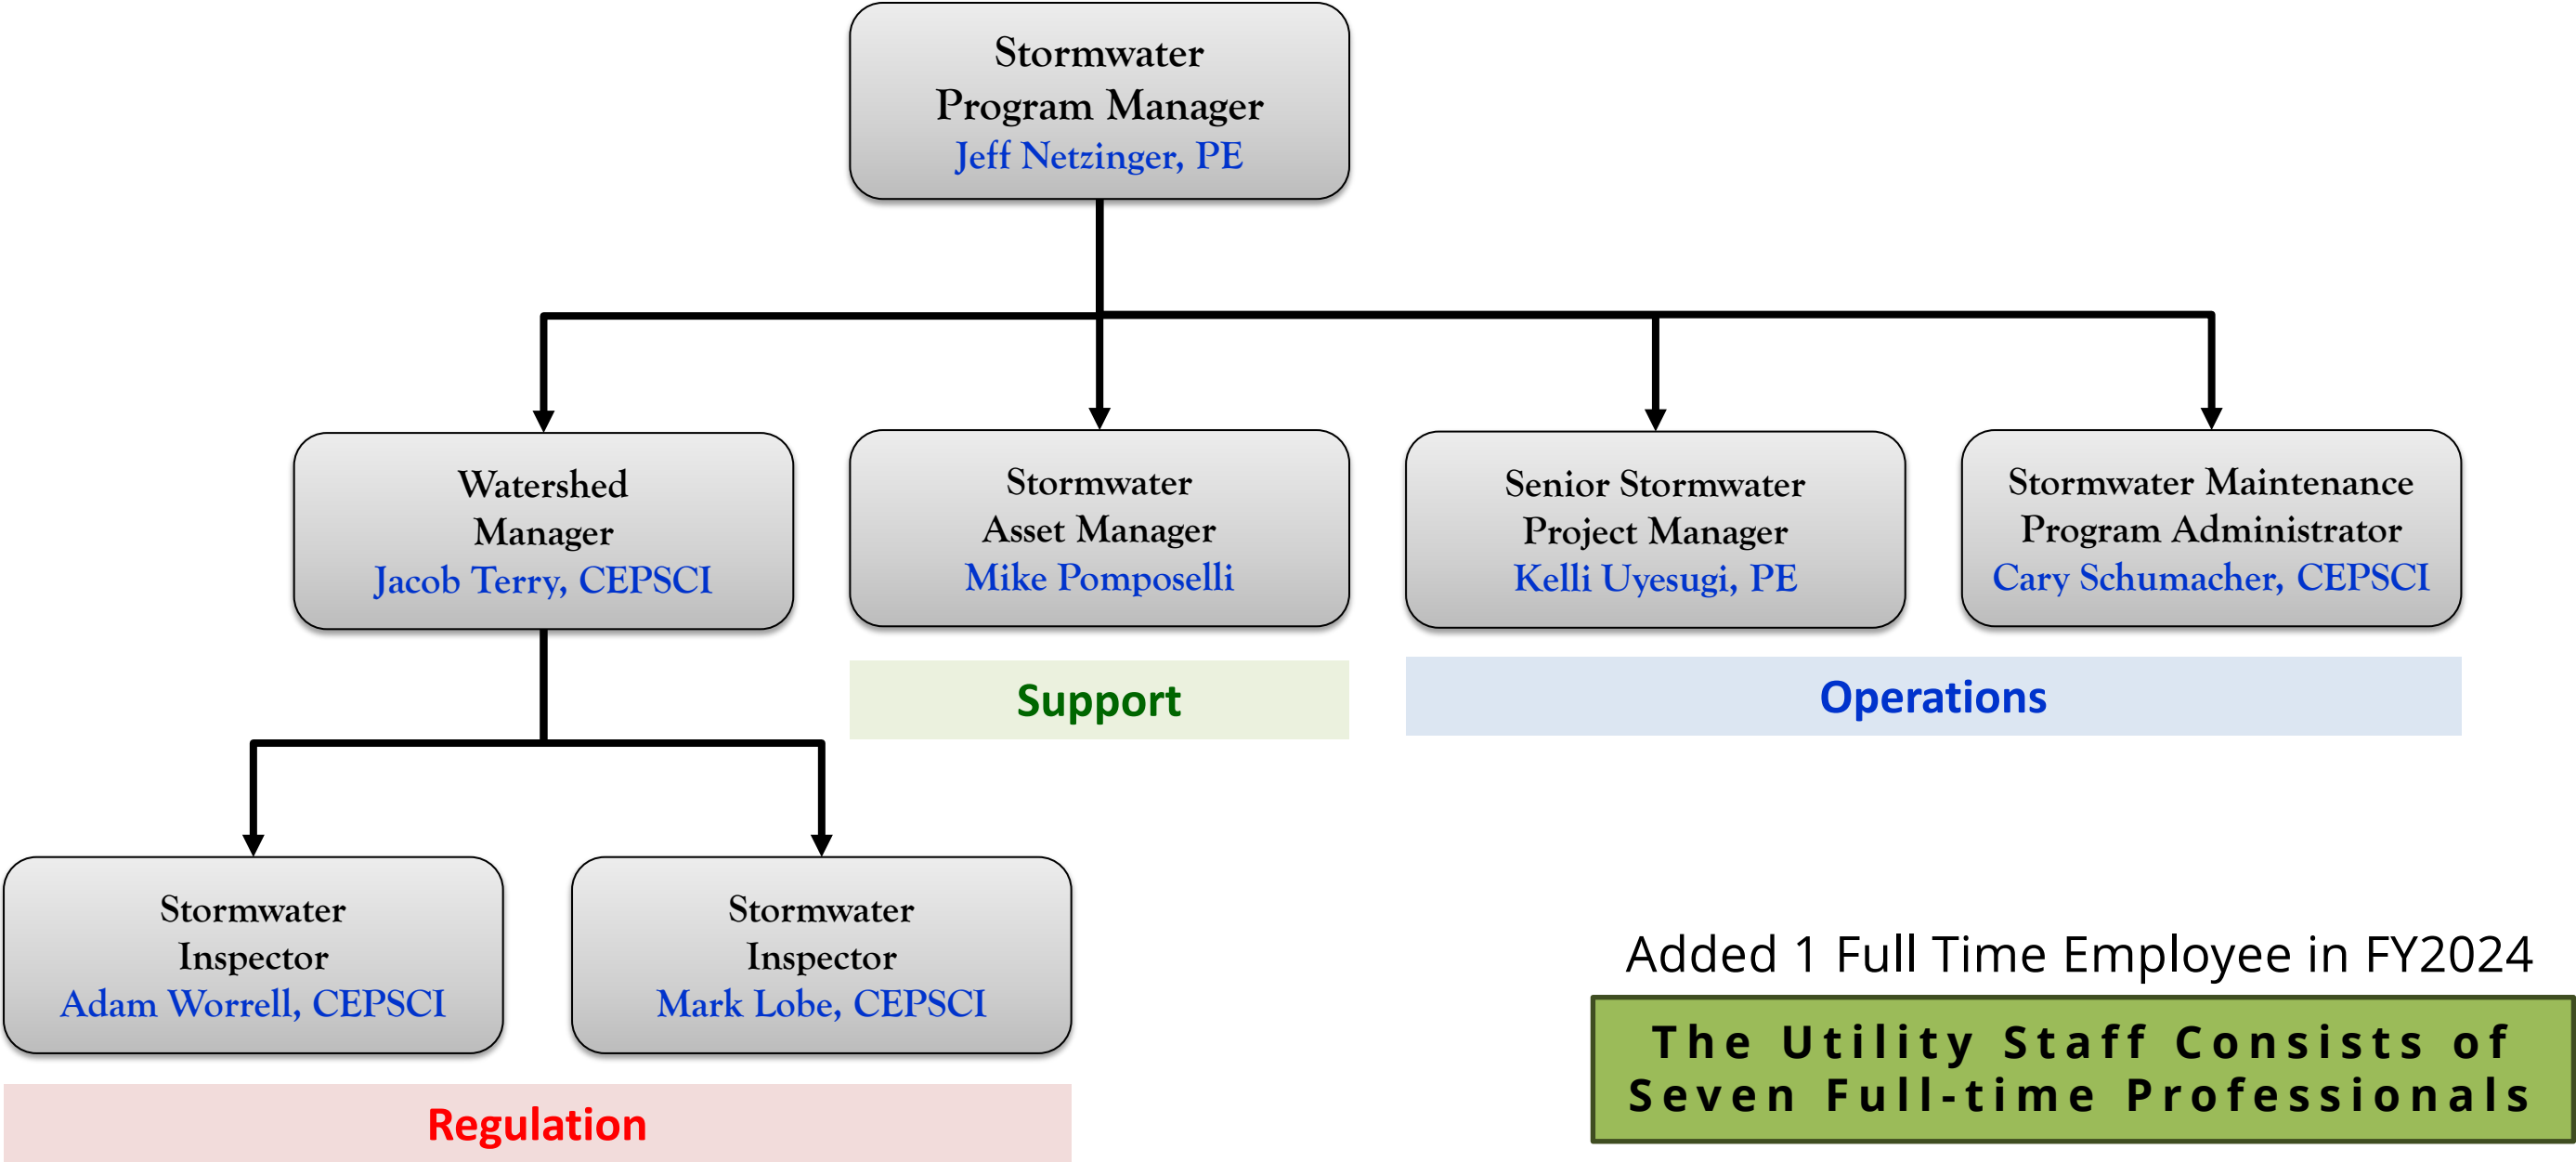 Stormwater
Program Manager
Jeff Netzinger, PE
Watershed
Manager
Jacob Terry, CEPSCI
Stormwater
Asset Manager
Mike Pomposelli
Senior Stormwater
Project Manager
Kelli Uyesugi, PE
Stormwater Maintenance
Program Administrator
Cary Schumacher, CEPSCI
Support
Operations
Stormwater
Inspector
Adam Worrell, CEPSCI
Stormwater
Inspector
Mark Lobe, CEPSCI
Regulation
Added 1 Full Time Employee in FY2024
The Utility Staff Consists of
Seven Full-time Professionals